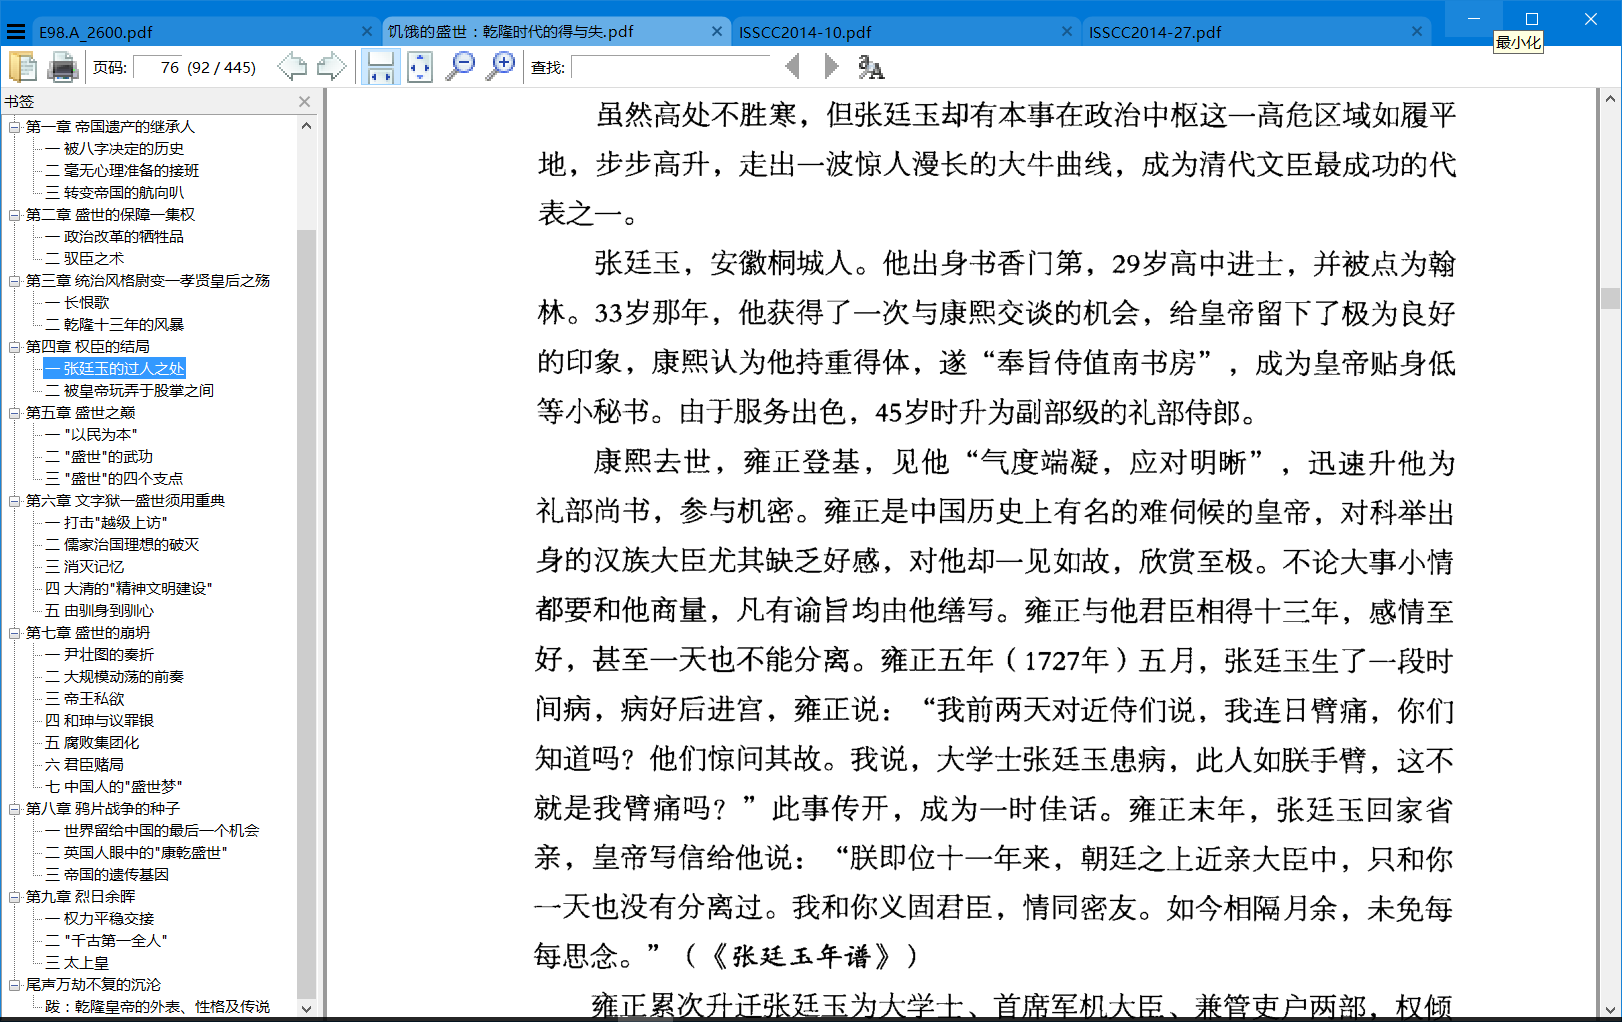 E98.A_2600.pdf
饥饿的盛世：乾隆时代的得与失.pdf
ISSCC2014-10.pdf
ISSCC2014-27.pdf
最小化
页码: 76 (92 / 445)
查找:
书签
第一章 帝国遗产的继承人
一 被八字决定的历史
二 毫无心理准备的接班
三 转变帝国的航向叭
第二章 盛世的保障一集权
一 政治改革的牺牲品
二 驭臣之术
第三章 统治风格尉变一孝贤皇后之殇
一 长恨歌
二 乾隆十三年的风暴
第四章 权臣的结局
一 张廷玉的过人之处
二 被皇帝玩弄于股掌之间
第五章 盛世之巅
一 "以民为本"
二 "盛世"的武功
三 "盛世"的四个支点
第六章 文字狱一盛世须用重典
一 打击"越级上访"
二 儒家治国理想的破灭
三 消灭记忆
四 大清的"精神文明建设"
五 由驯身到驯心
第七章 盛世的崩坍
一 尹壮图的奏折
二 大规模动荡的前奏
三 帝王私欲
四 和珅与议罪银
五 腐败集团化
六 君臣赌局
七 中国人的"盛世梦"
第八章 鸦片战争的种子
一 世界留给中国的最后一个机会
二 英国人眼中的"康乾盛世"
三 帝国的遗传基因
第九章 烈日余晖
一 权力平稳交接
二 "千古第一全人"
三 太上皇
尾声万劫不复的沉沦
跋：乾隆皇帝的外表、性格及传说
虽然高处不胜寒，但张廷玉却有本事在政治中枢这一高危区域如履平
地，步步高升，走出一波惊人漫长的大牛曲线，成为清代文臣最成功的代
表之一。
张廷玉，安徽桐城人。他出身书香门第，29岁高中进士，并被点为翰
林。33岁那年，他获得了一次与康熙交谈的机会，给皇帝留下了极为良好
的印象，康熙认为他持重得体，遂“奉旨侍值南书房”，成为皇帝贴身低
等小秘书。由于服务出色，45岁时升为副部级的礼部侍郎。
康熙去世，雍正登基，见他“气度端凝，应对明晰”，迅速升他为
礼部尚书，参与机密。雍正是中国历史上有名的难伺候的皇帝，对科举出
身的汉族大臣尤其缺乏好感，对他却一见如故，欣赏至极。不论大事小情
都要和他商量，凡有谕旨均由他缮写。雍正与他君臣相得十三年，感情至
好，甚至一天也不能分离。雍正五年（1727年）五月，张廷玉生了一段时
间病，病好后进宫，雍正说：“我前两天对近侍们说，我连日臂痛，你们
知道吗？他们惊问其故。我说，大学士张廷玉患病，此人如朕手臂，这不
就是我臂痛吗？”此事传开，成为一时佳话。雍正末年，张廷玉回家省
亲，皇帝写信给他说：“朕即位十一年来，朝廷之上近亲大臣中，只和你
一天也没有分离过。我和你义固君臣，情同密友。如今相隔月余，未免每
每思念。”（《张廷玉年谱》）
雍正累次升迁张廷玉为大学士、首席军机大臣、兼管吏户两部，权倾